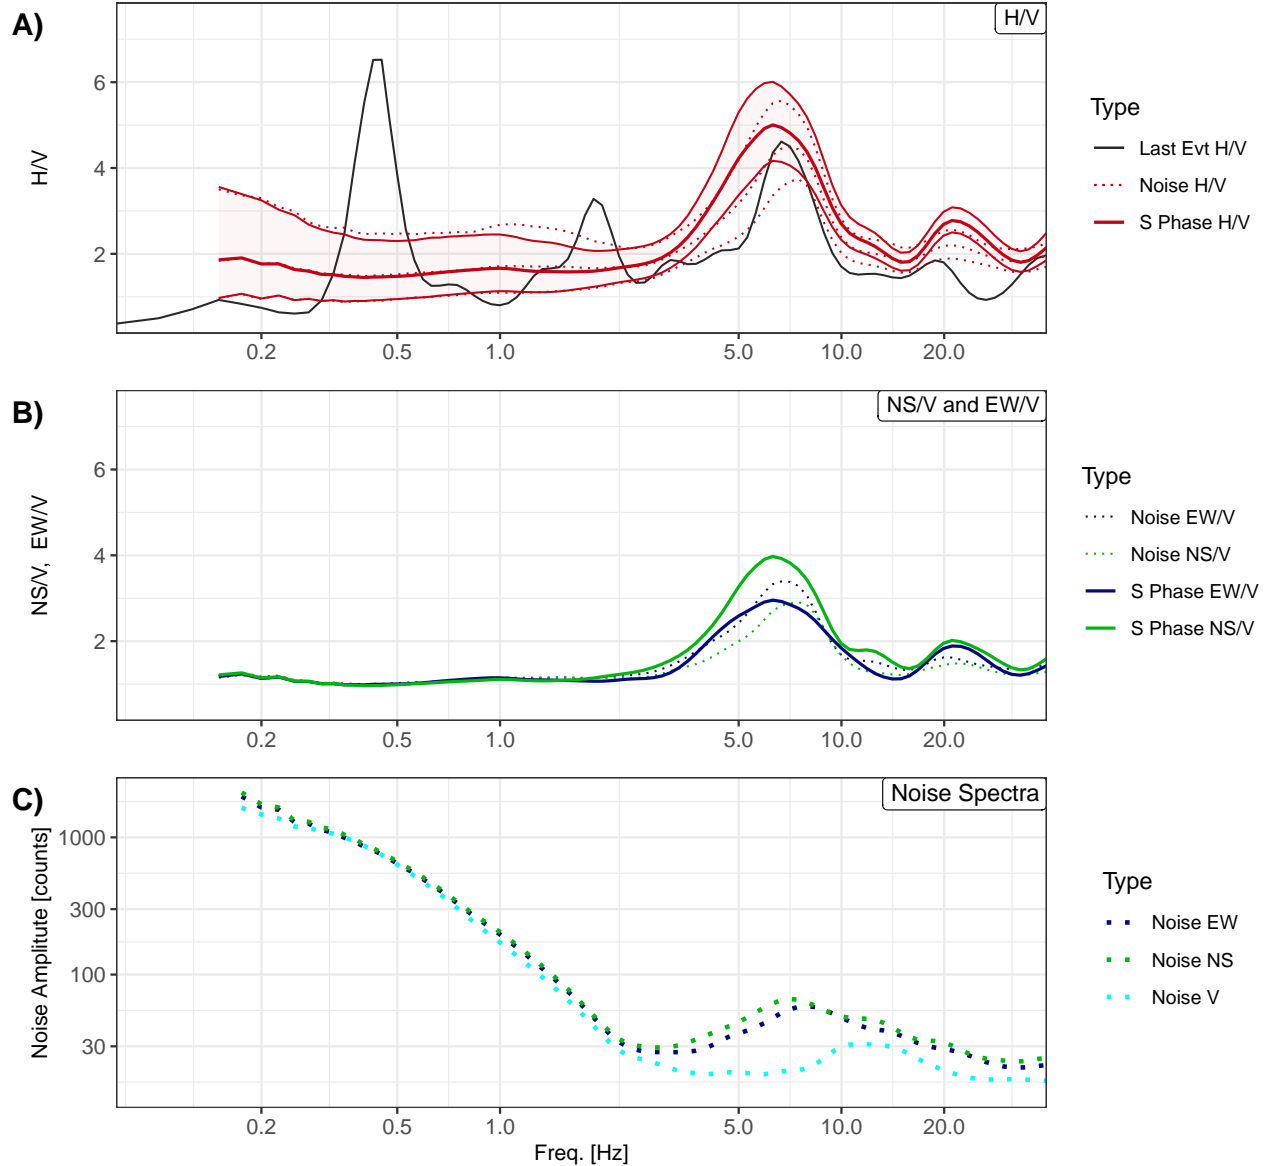 A)
H/V
6
4
2
H/V
0.2 0.5 1.0 5.0 10.0 20.0
Type
Last Evt H/V
Noise H/V
S Phase H/V
B)
NS/V and EW/V
6
4
2
NS/V, EW/V
0.2 0.5 1.0 5.0 10.0 20.0
Type
Noise EW/V
Noise NS/V
S Phase EW/V
S Phase NS/V
C)
Noise Spectra
1000
300
100
30
Noise Amplitude [counts]
0.2 0.5 1.0 5.0 10.0 20.0
Freq. [Hz]
Type
Noise EW
Noise NS
Noise V